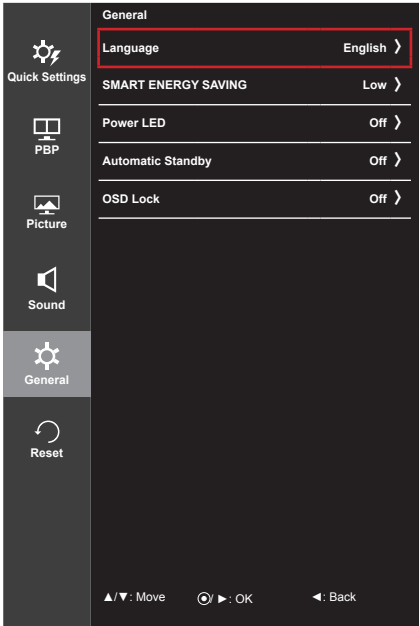 General
Quick Settings
PBP
Picture
Sound
General
Reset
Language English ❭
SMART ENERGY SAVING Low ❭
Power LED Off ❭
Automatic Standby Off ❭
OSD Lock Off ❭
▲/▼: Move ⦿/ ►: OK ◄: Back